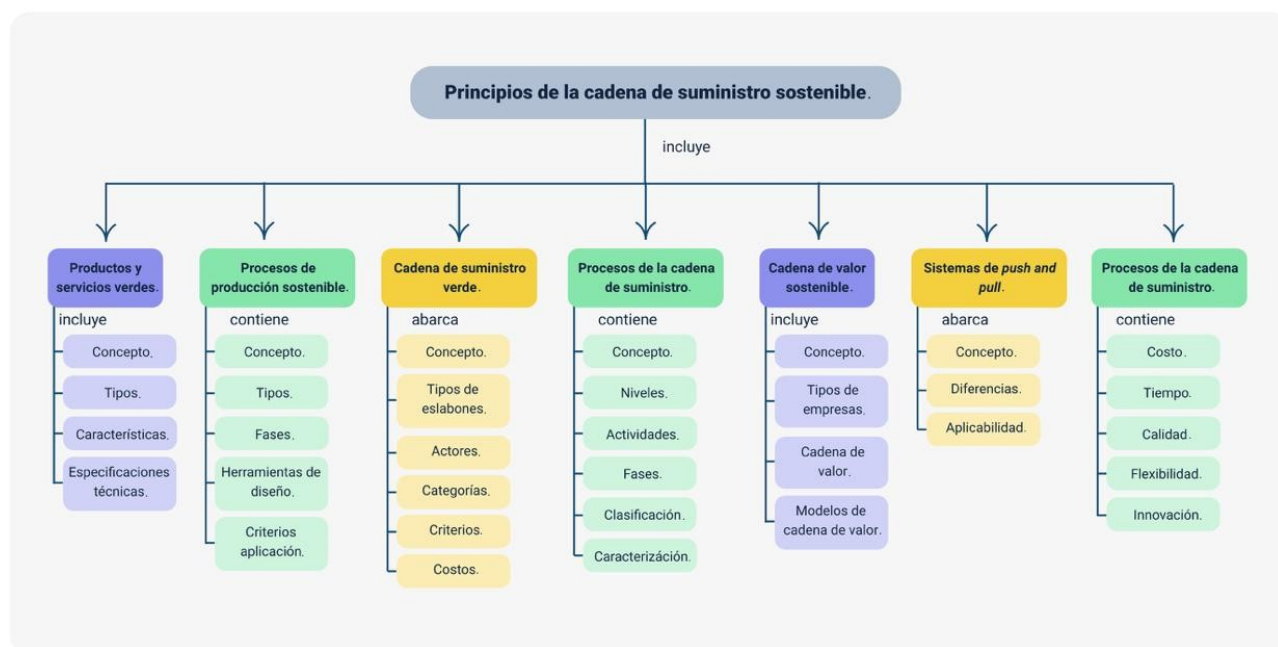 Principios de la cadena de suministro sostenible.
incluye
Productos y
servicios verdes.
incluye
Concepto.
Tipos.
Características.
Especificaciones
técnicas.
Procesos de
producción sostenible.
contiene
Concepto.
Tipos.
Fases.
Herramientas de
diseño.
Criterios
aplicación.
Cadena de suministro
verde.
abarca
Concepto.
Tipos de
eslabones.
Actores.
Categorías.
Criterios.
Costos.
Procesos de la cadena
de suministro.
contiene
Concepto.
Niveles.
Actividades.
Fases.
Clasificación.
Caracterizáción.
Cadena de valor
sostenible.
incluye
Concepto.
Tipos de
empresas.
Cadena de
valor.
Modelos de
cadena de valor.
Sistemas de push and
pull.
abarca
Concepto.
Diferencias.
Aplicabilidad.
Procesos de la cadena
de suministro.
contiene
Costo.
Tiempo.
Calidad.
Flexibilidad.
Innovación.